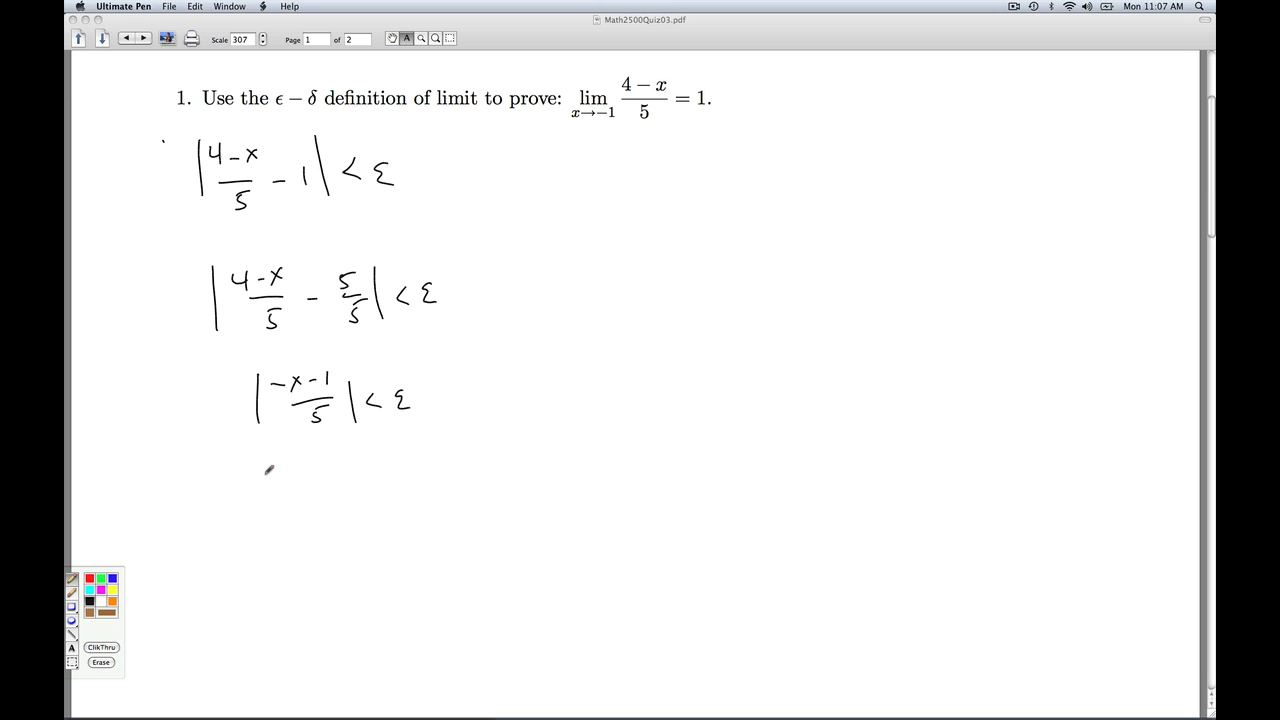 Ultimate Pen File Edit Window Help Mon 11:07 AM
Math2500Quiz03.pdf
Scale 307 Page 1 of 2 A
1. Use the ϵ − δ definition of limit to prove: lim_{x→−1} (4 − x)/5 = 1.
|(4-x)/5 - 1| < ε
|(4-x)/5 - 5/5| < ε
|(-x-1)/5| < ε
A
ClikThru
Erase